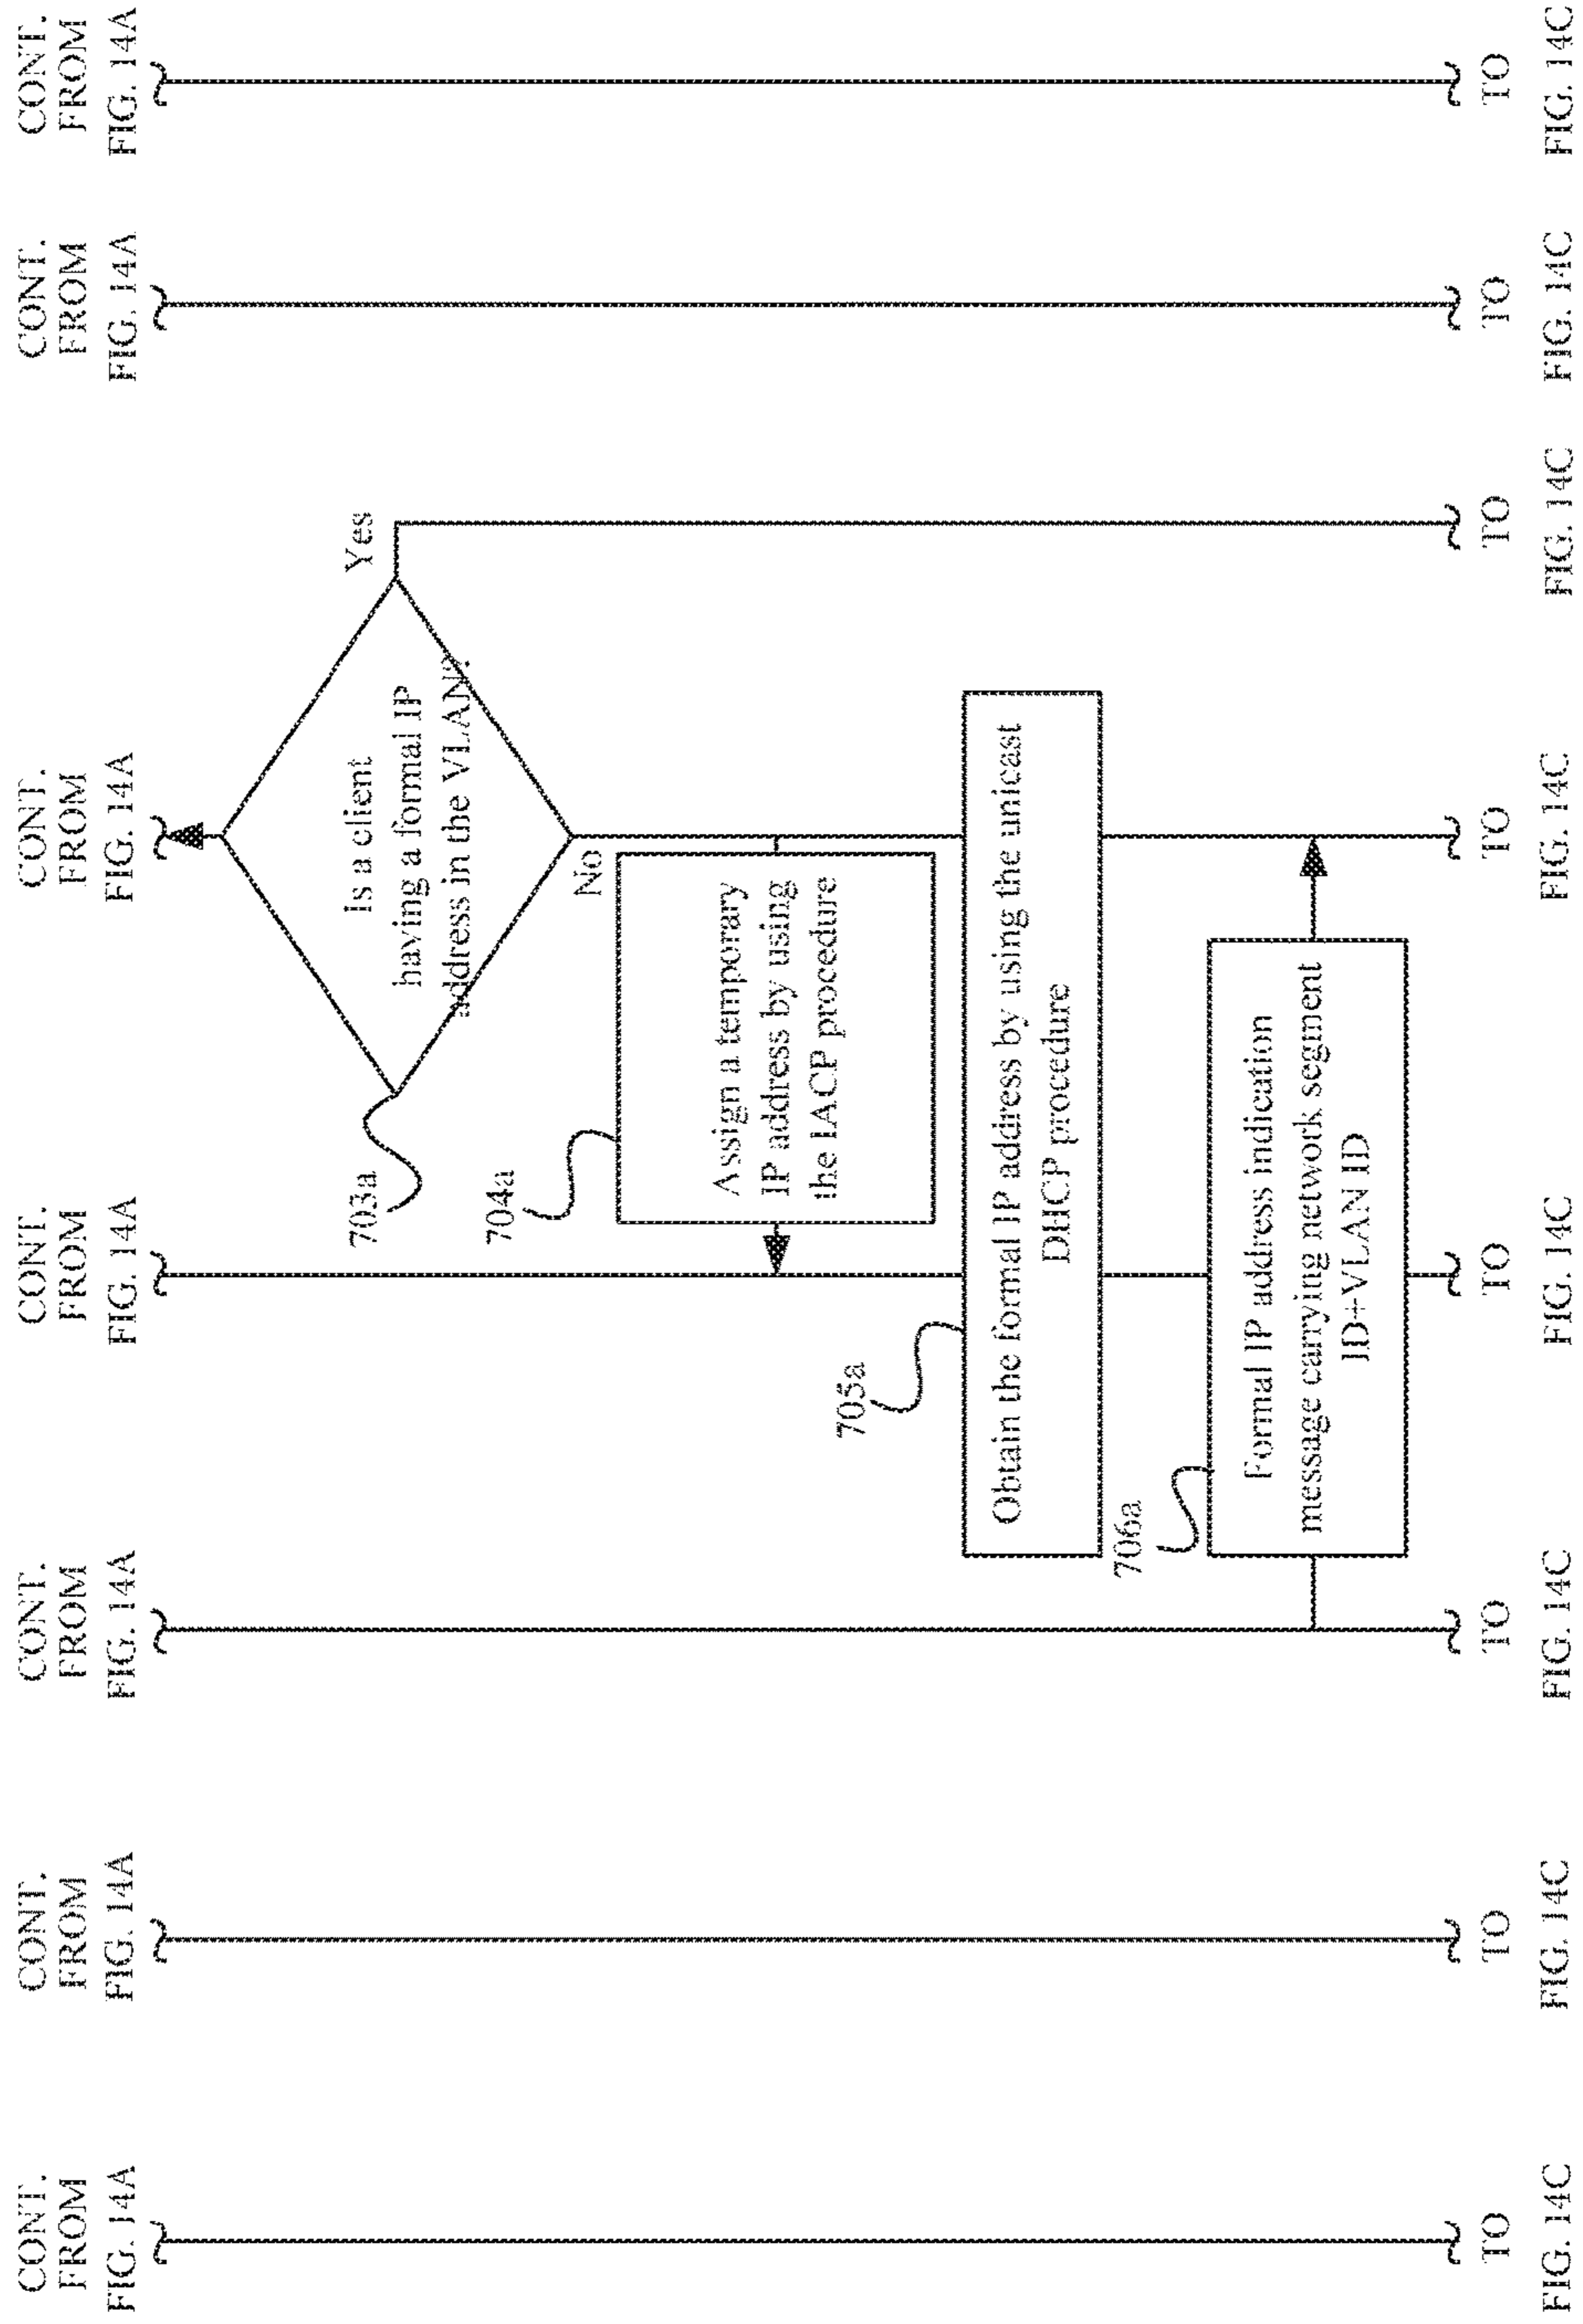 CONT.
FROM
FIG. 14A
CONT.
FROM
FIG. 14A
CONT.
FROM
FIG. 14A
CONT.
FROM
FIG. 14A
CONT.
FROM
FIG. 14A
CONT.
FROM
FIG. 14A
CONT.
FROM
FIG. 14A
703a
Is a client
having a formal IP
address in the VLAN?
Yes
No
704a
Assign a temporary
IP address by using
the IACP procedure
705a
Obtain the formal IP address by using the unicast
DHCP procedure
706a
Formal IP address indication
message carrying network segment
ID+VLAN ID
TO
FIG. 14C
TO
FIG. 14C
TO
FIG. 14C
TO
FIG. 14C
TO
FIG. 14C
TO
FIG. 14C
TO
FIG. 14C
TO
FIG. 14C